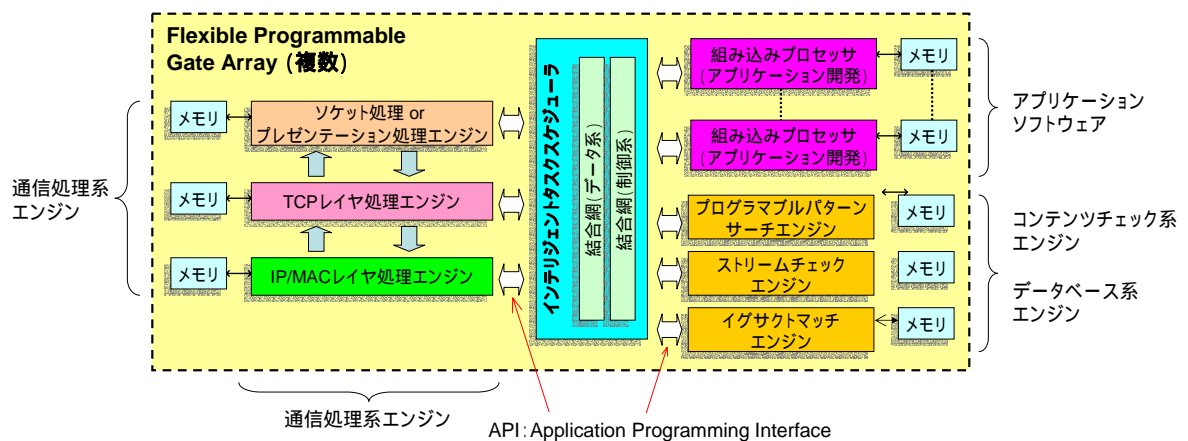 Flexible Programmable
Gate Array (複数)
通信処理系
エンジン
メモリ
ソケット処理 or
プレゼンテーション処理エンジン
メモリ
TCPレイヤ処理エンジン
メモリ
IP/MACレイヤ処理エンジン
インテリジェントタスクスケジューラ
結合網(データ系)
結合網(制御系)
組み込みプロセッサ
(アプリケーション開発)
メモリ
組み込みプロセッサ
(アプリケーション開発)
メモリ
プログラマブルパターン
サーチエンジン
メモリ
ストリームチェック
エンジン
メモリ
イグザクトマッチ
エンジン
メモリ
アプリケーション
ソフトウェア
コンテンツチェック系
エンジン
データベース系
エンジン
通信処理系エンジン
API:Application Programming Interface